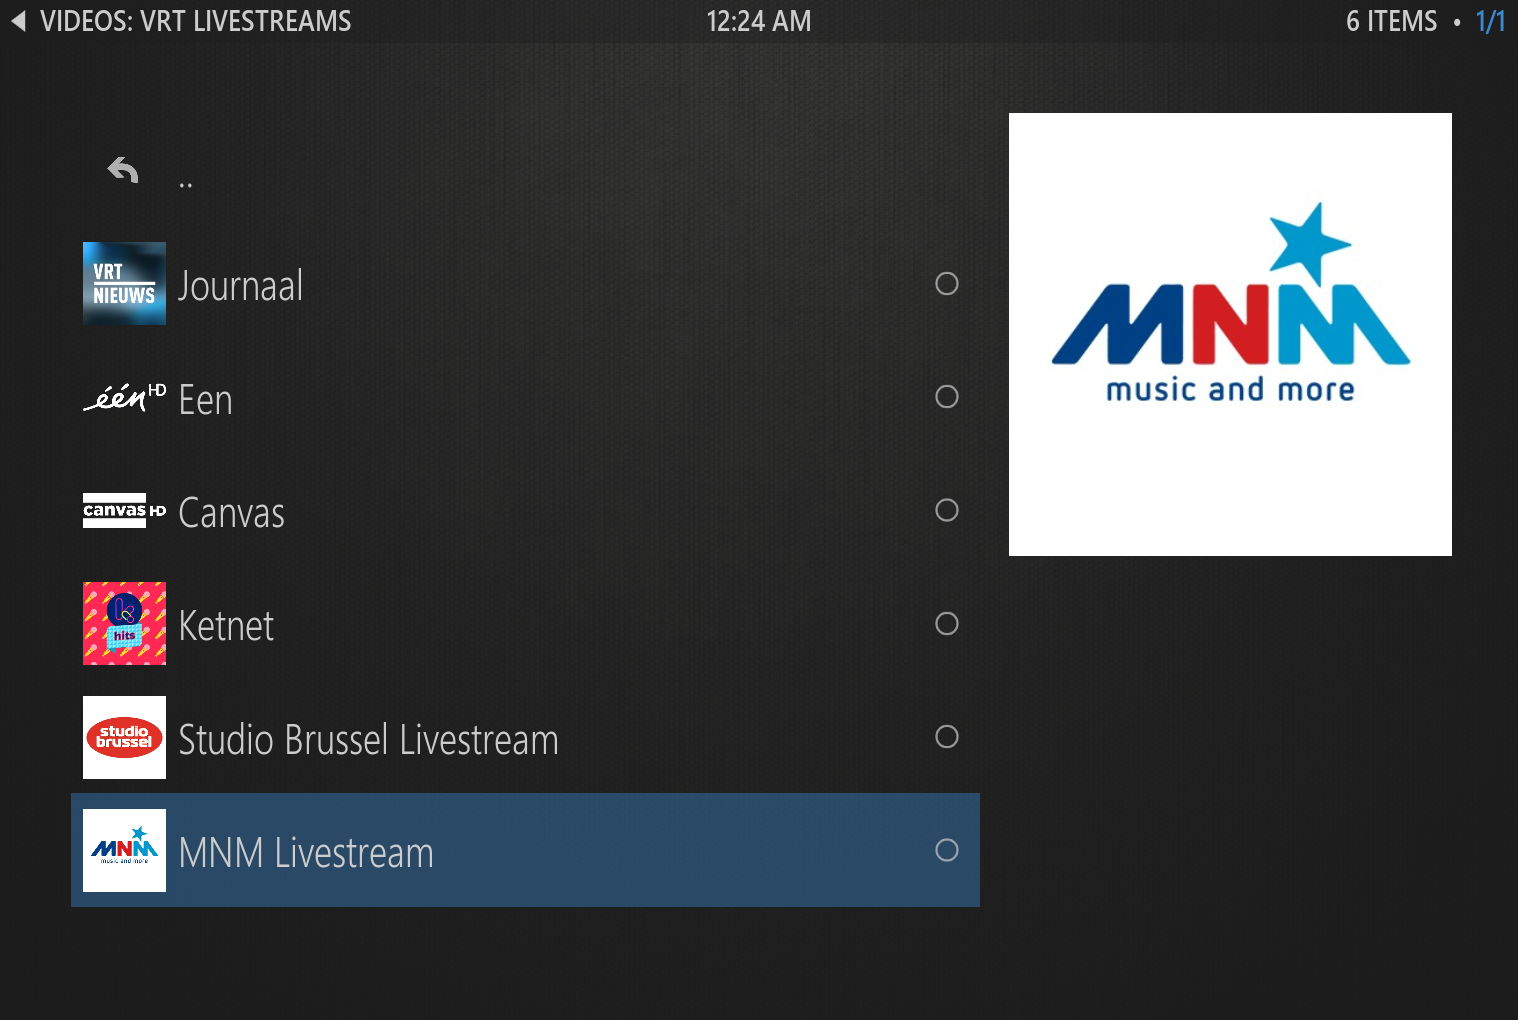 VIDEOS: VRT LIVESTREAMS
12:24 AM
6 ITEMS • 1/1
..
VRT
NIEUWS
Journaal
één HD
Een
canvas HD
Canvas
k
hits
Ketnet
studio
brussel
Studio Brussel Livestream
MNM
music and more
MNM Livestream
MNM
music and more